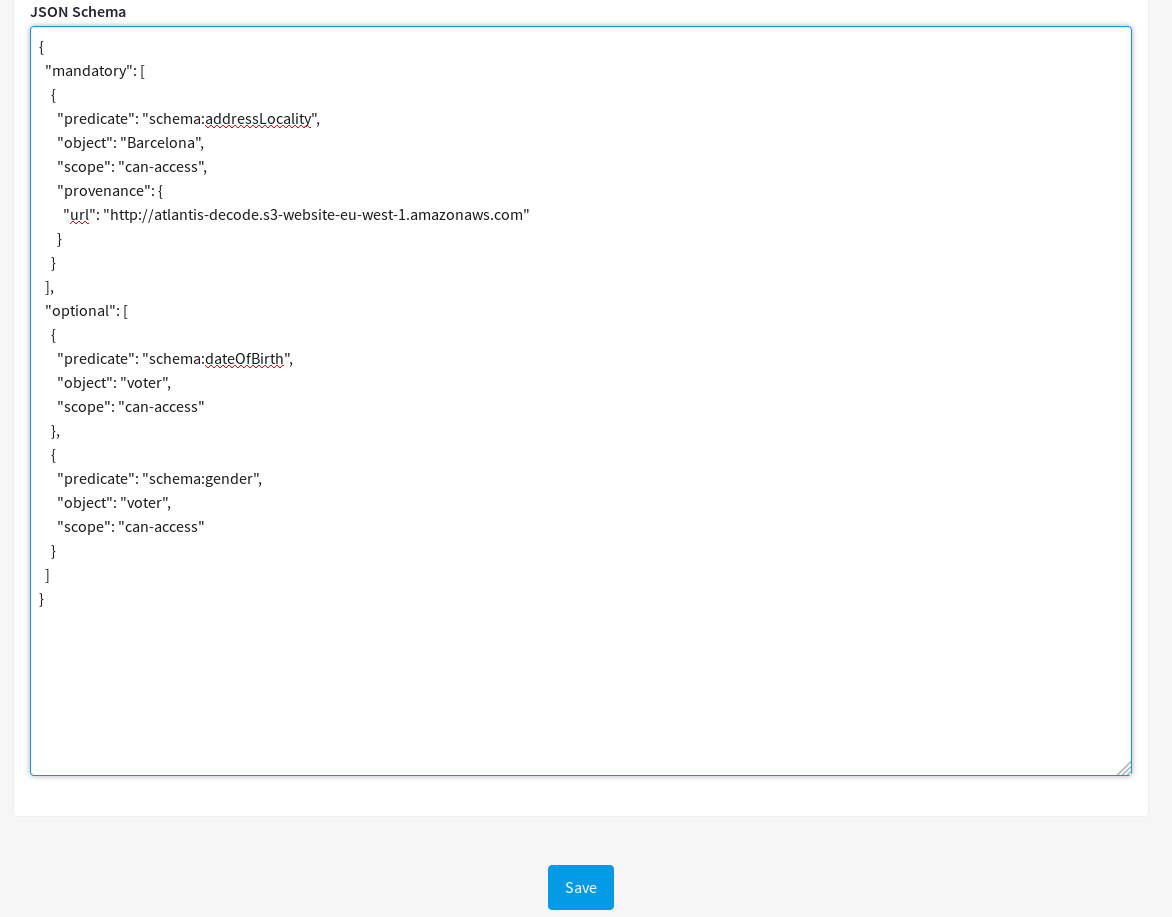 JSON Schema
{
  "mandatory": [
    {
      "predicate": "schema:addressLocality",
      "object": "Barcelona",
      "scope": "can-access",
      "provenance": {
        "url": "http://atlantis-decode.s3-website-eu-west-1.amazonaws.com"
      }
    }
  ],
  "optional": [
    {
      "predicate": "schema:dateOfBirth",
      "object": "voter",
      "scope": "can-access"
    },
    {
      "predicate": "schema:gender",
      "object": "voter",
      "scope": "can-access"
    }
  ]
}
Save